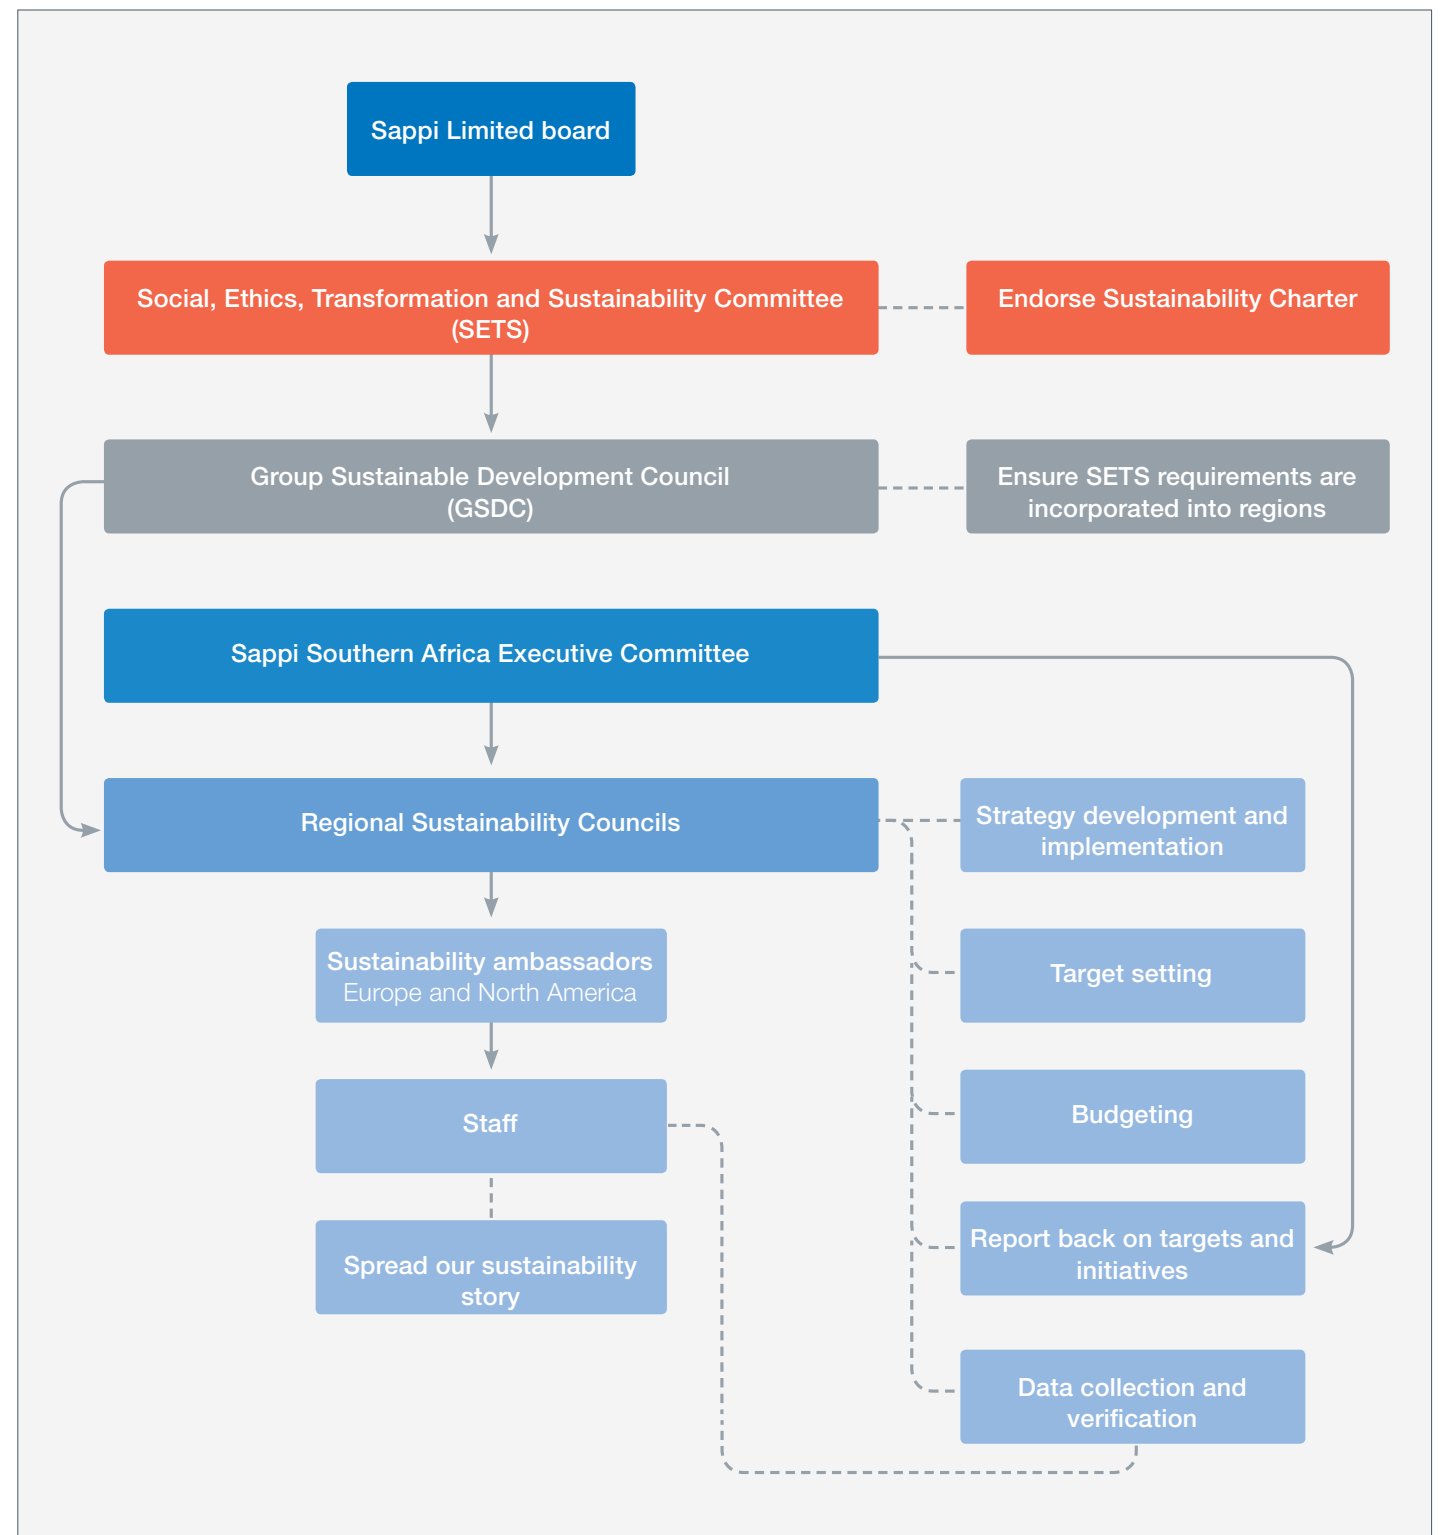 Sappi Limited board
Social, Ethics, Transformation and Sustainability Committee
(SETS)
Endorse Sustainability Charter
Group Sustainable Development Council
(GSDC)
Ensure SETS requirements are
incorporated into regions
Sappi Southern Africa Executive Committee
Regional Sustainability Councils
Strategy development and
implementation
Sustainability ambassadors
Europe and North America
Target setting
Staff
Budgeting
Spread our sustainability
story
Report back on targets and
initiatives
Data collection and
verification